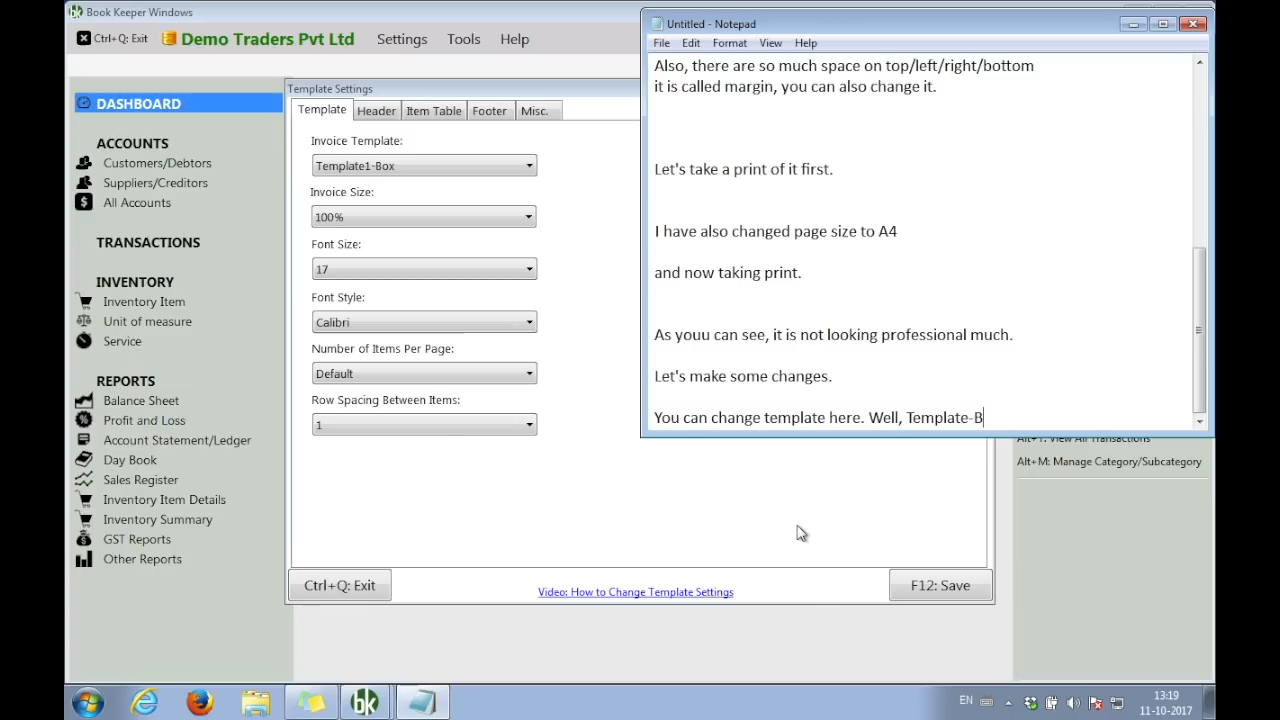 Book Keeper Windows
Ctrl+Q: Exit
Demo Traders Pvt Ltd
Settings
Tools
Help
DASHBOARD
ACCOUNTS
Customers/Debtors
Suppliers/Creditors
All Accounts
TRANSACTIONS
INVENTORY
Inventory Item
Unit of measure
Service
REPORTS
Balance Sheet
Profit and Loss
Account Statement/Ledger
Day Book
Sales Register
Inventory Item Details
Inventory Summary
GST Reports
Other Reports
Template Settings
Template
Header
Item Table
Footer
Misc.
Invoice Template:
Template1-Box
Invoice Size:
100%
Font Size:
17
Font Style:
Calibri
Number of Items Per Page:
Default
Row Spacing Between Items:
1
Ctrl+Q: Exit
Video: How to Change Template Settings
F12: Save
Untitled - Notepad
File Edit Format View Help
Also, there are so much space on top/left/right/bottom
it is called margin, you can also change it.
Let's take a print of it first.
I have also changed page size to A4
and now taking print.
As youu can see, it is not looking professional much.
Let's make some changes.
You can change template here. Well, Template-B
Alt+T: View All Transactions
Alt+M: Manage Category/Subcategory
EN
13:19
11-10-2017